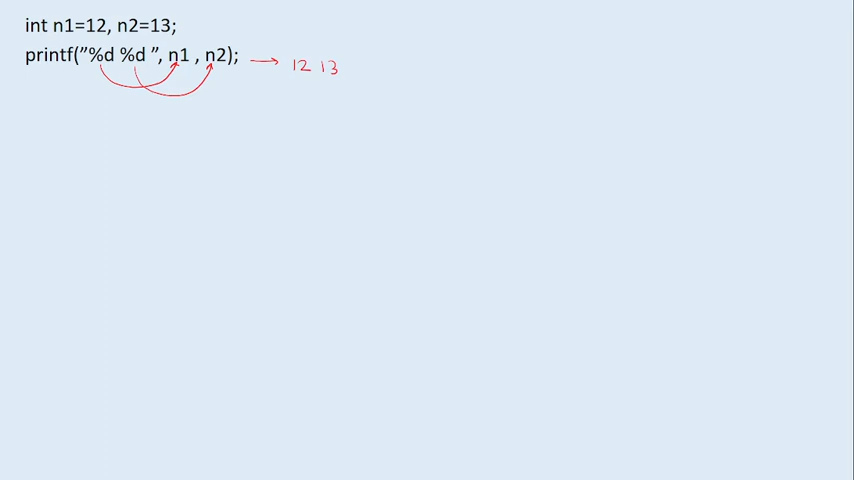 int n1=12, n2=13;
printf(”%d %d ”, n1 , n2); → 12 13